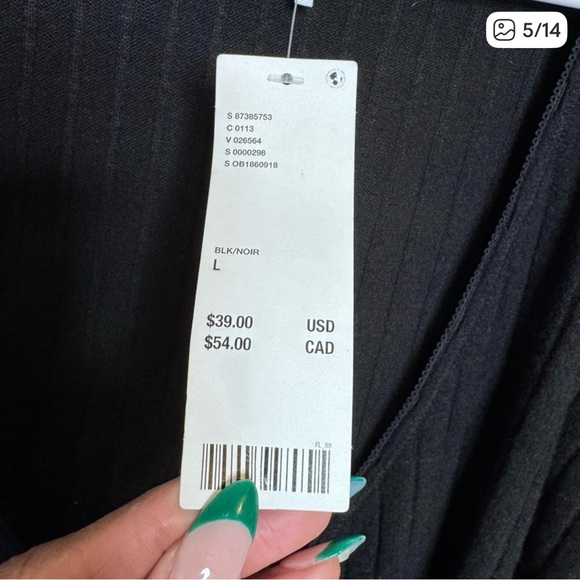 5/14
S 87385753
C 0113
V 026564
S 0000298
S OB1860918
BLK/NOIR
L
$39.00 USD
$54.00 CAD